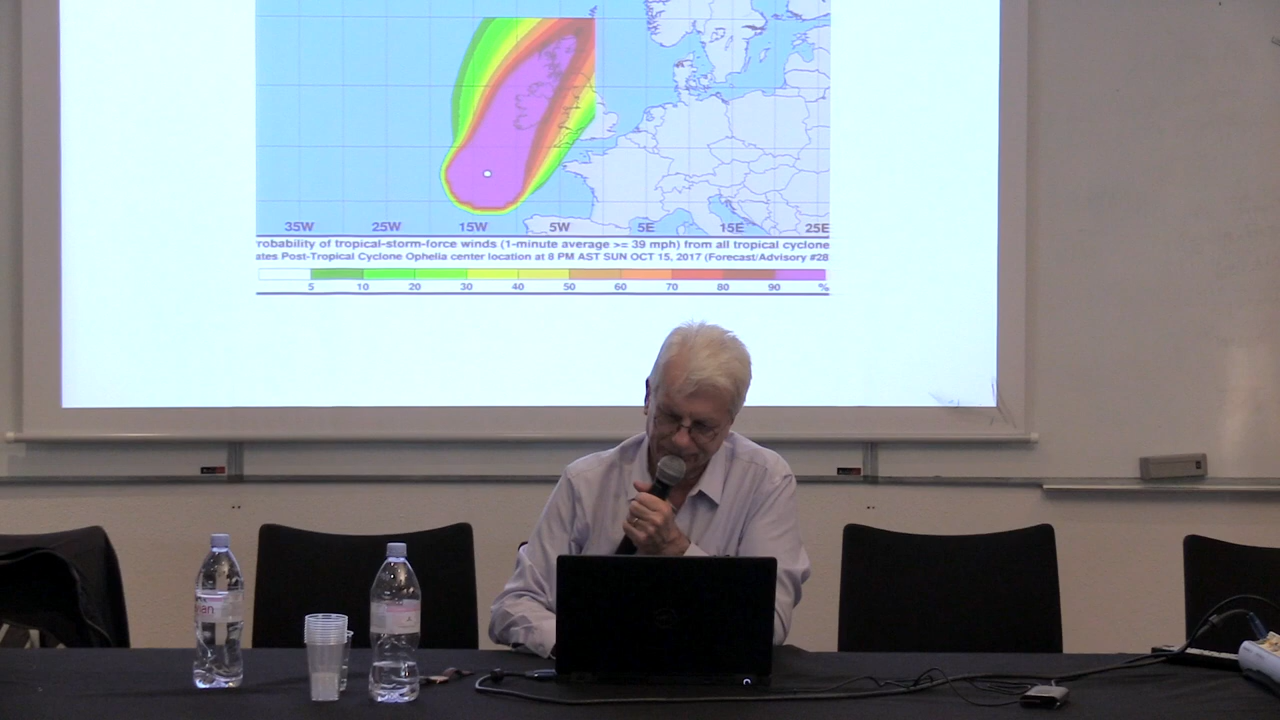 35W 25W 15W 5W 5E 15E 25E
robability of tropical-storm-force winds (1-minute average >= 39 mph) from all tropical cyclone
ates Post-Tropical Cyclone Ophelia center location at 8 PM AST SUN OCT 15, 2017 (Forecast/Advisory #28
5 10 20 30 40 50 60 70 80 90 %